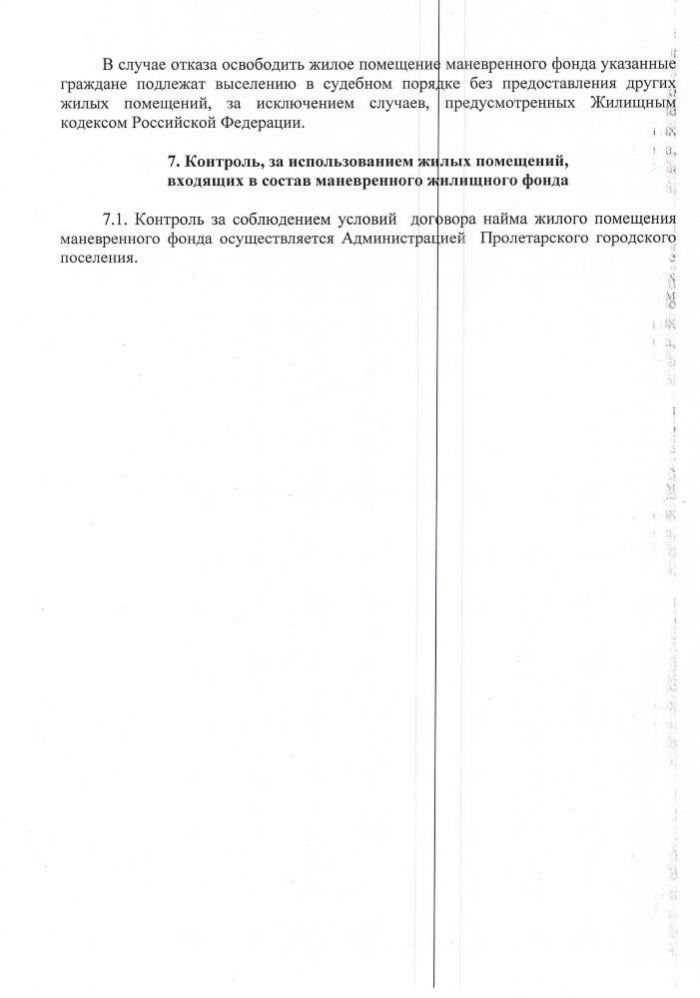 В случае отказа освободить жилое помещение маневренного фонда указанные
граждане подлежат выселению в судебном порядке без предоставления других
жилых помещений, за исключением случаев, предусмотренных Жилищным
кодексом Российской Федерации.
7. Контроль, за использованием жилых помещений,
входящих в состав маневренного жилищного фонда
7.1. Контроль за соблюдением условий договора найма жилого помещения
маневренного фонда осуществляется Администрацией Пролетарского городского
поселения.